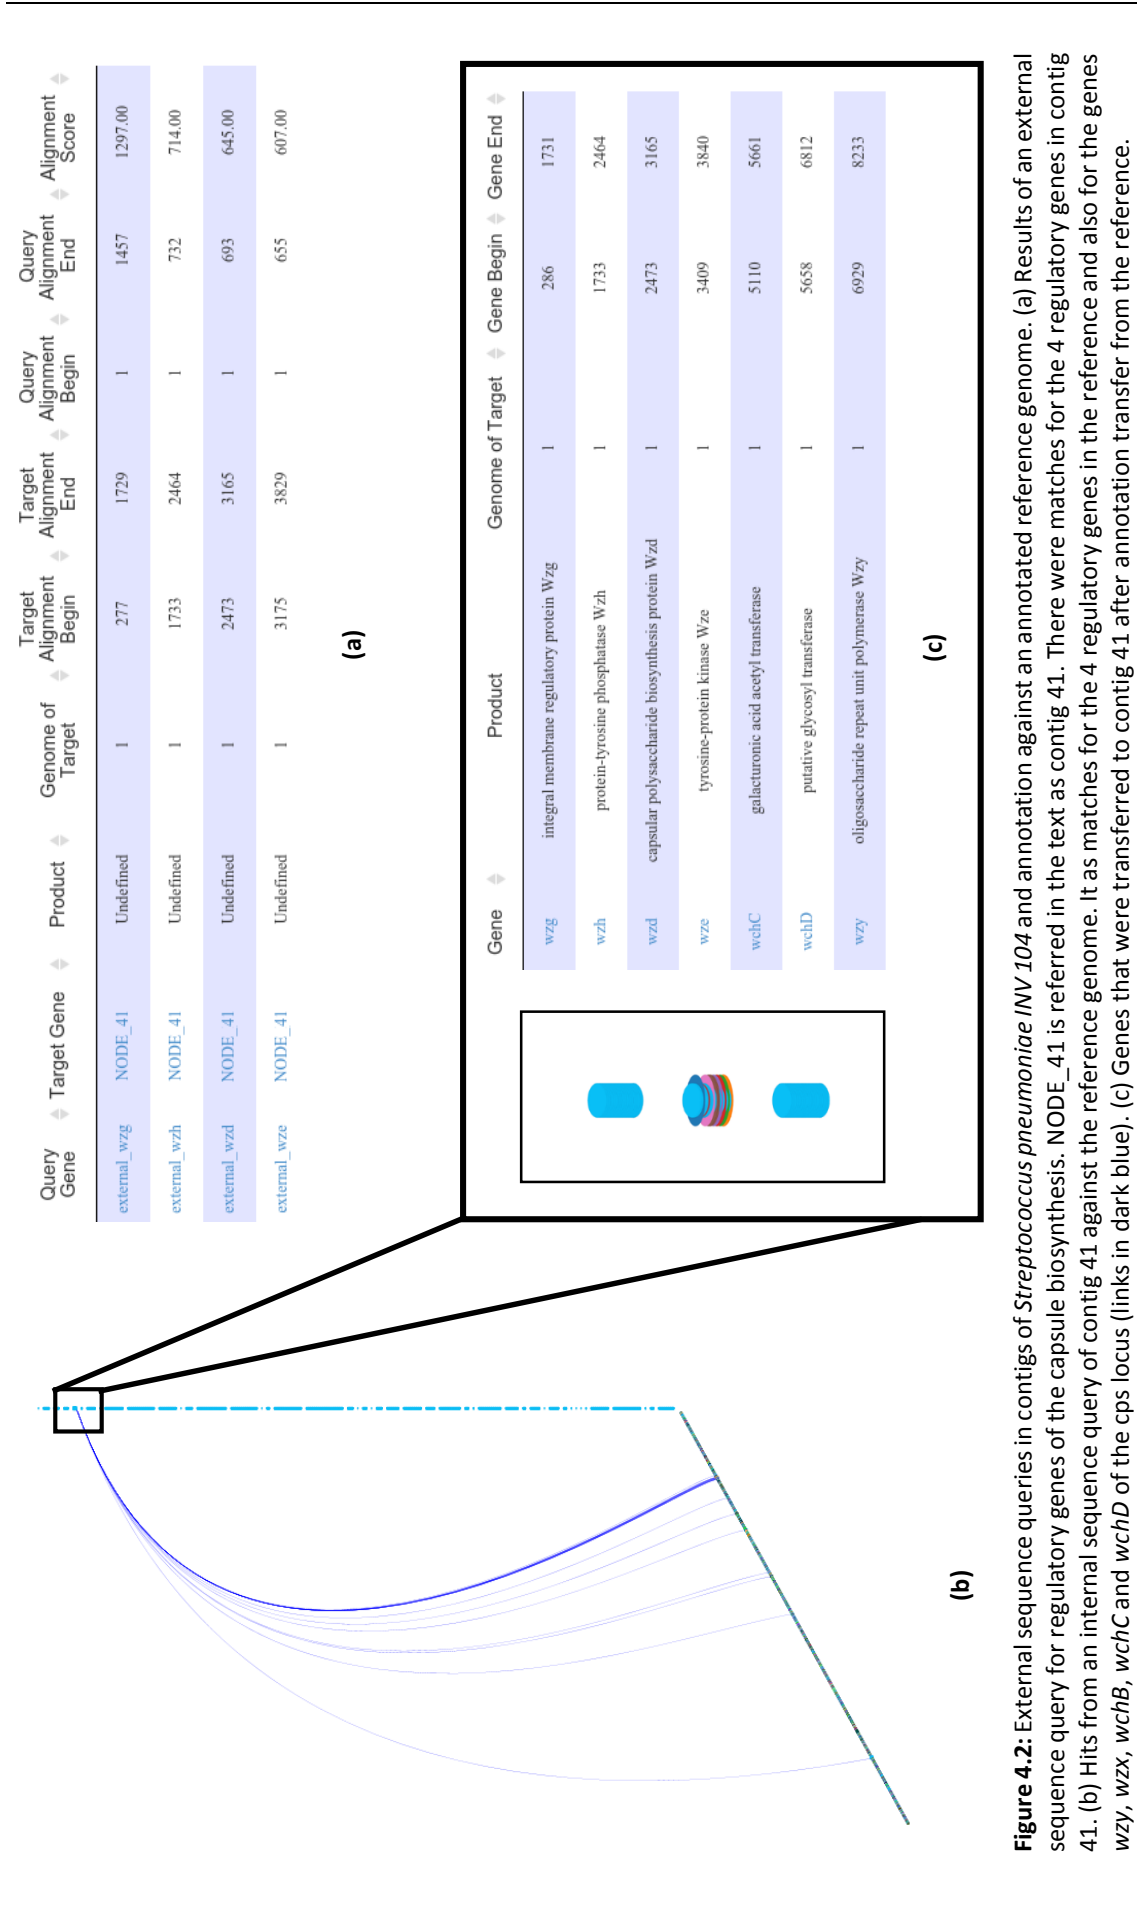 Query Gene Target Gene Product Genome of Target Target Alignment Begin Target Alignment End Query Alignment Begin Query Alignment End Alignment Score
external_wzg NODE_41 Undefined 1 277 1729 1 1457 1297.00
external_wzh NODE_41 Undefined 1 1733 2464 1 732 714.00
external_wzd NODE_41 Undefined 1 2473 3165 1 693 645.00
external_wze NODE_41 Undefined 1 3175 3829 1 655 607.00
(a)
Gene Product Genome of Target Gene Begin Gene End
wzg integral membrane regulatory protein Wzg 1 286 1731
wzh protein-tyrosine phosphatase Wzh 1 1733 2464
wzd capsular polysaccharide biosynthesis protein Wzd 1 2473 3165
wze tyrosine-protein kinase Wze 1 3409 3840
wchC galacturonic acid acetyl transferase 1 5110 5661
wchD putative glycosyl transferase 1 5658 6812
wzy oligosaccharide repeat unit polymerase Wzy 1 6929 8233
(c)
(b)
Figure 4.2: External sequence queries in contigs of Streptococcus pneumoniae INV 104 and annotation against an annotated reference genome. (a) Results of an external
sequence query for regulatory genes of the capsule biosynthesis. NODE_41 is referred in the text as contig 41. There were matches for the 4 regulatory genes in contig
41. (b) Hits from an internal sequence query of contig 41 against the reference genome. It as matches for the 4 regulatory genes in the reference and also for the genes
wzy, wzx, wchB, wchC and wchD of the cps locus (links in dark blue). (c) Genes that were transferred to contig 41 after annotation transfer from the reference.